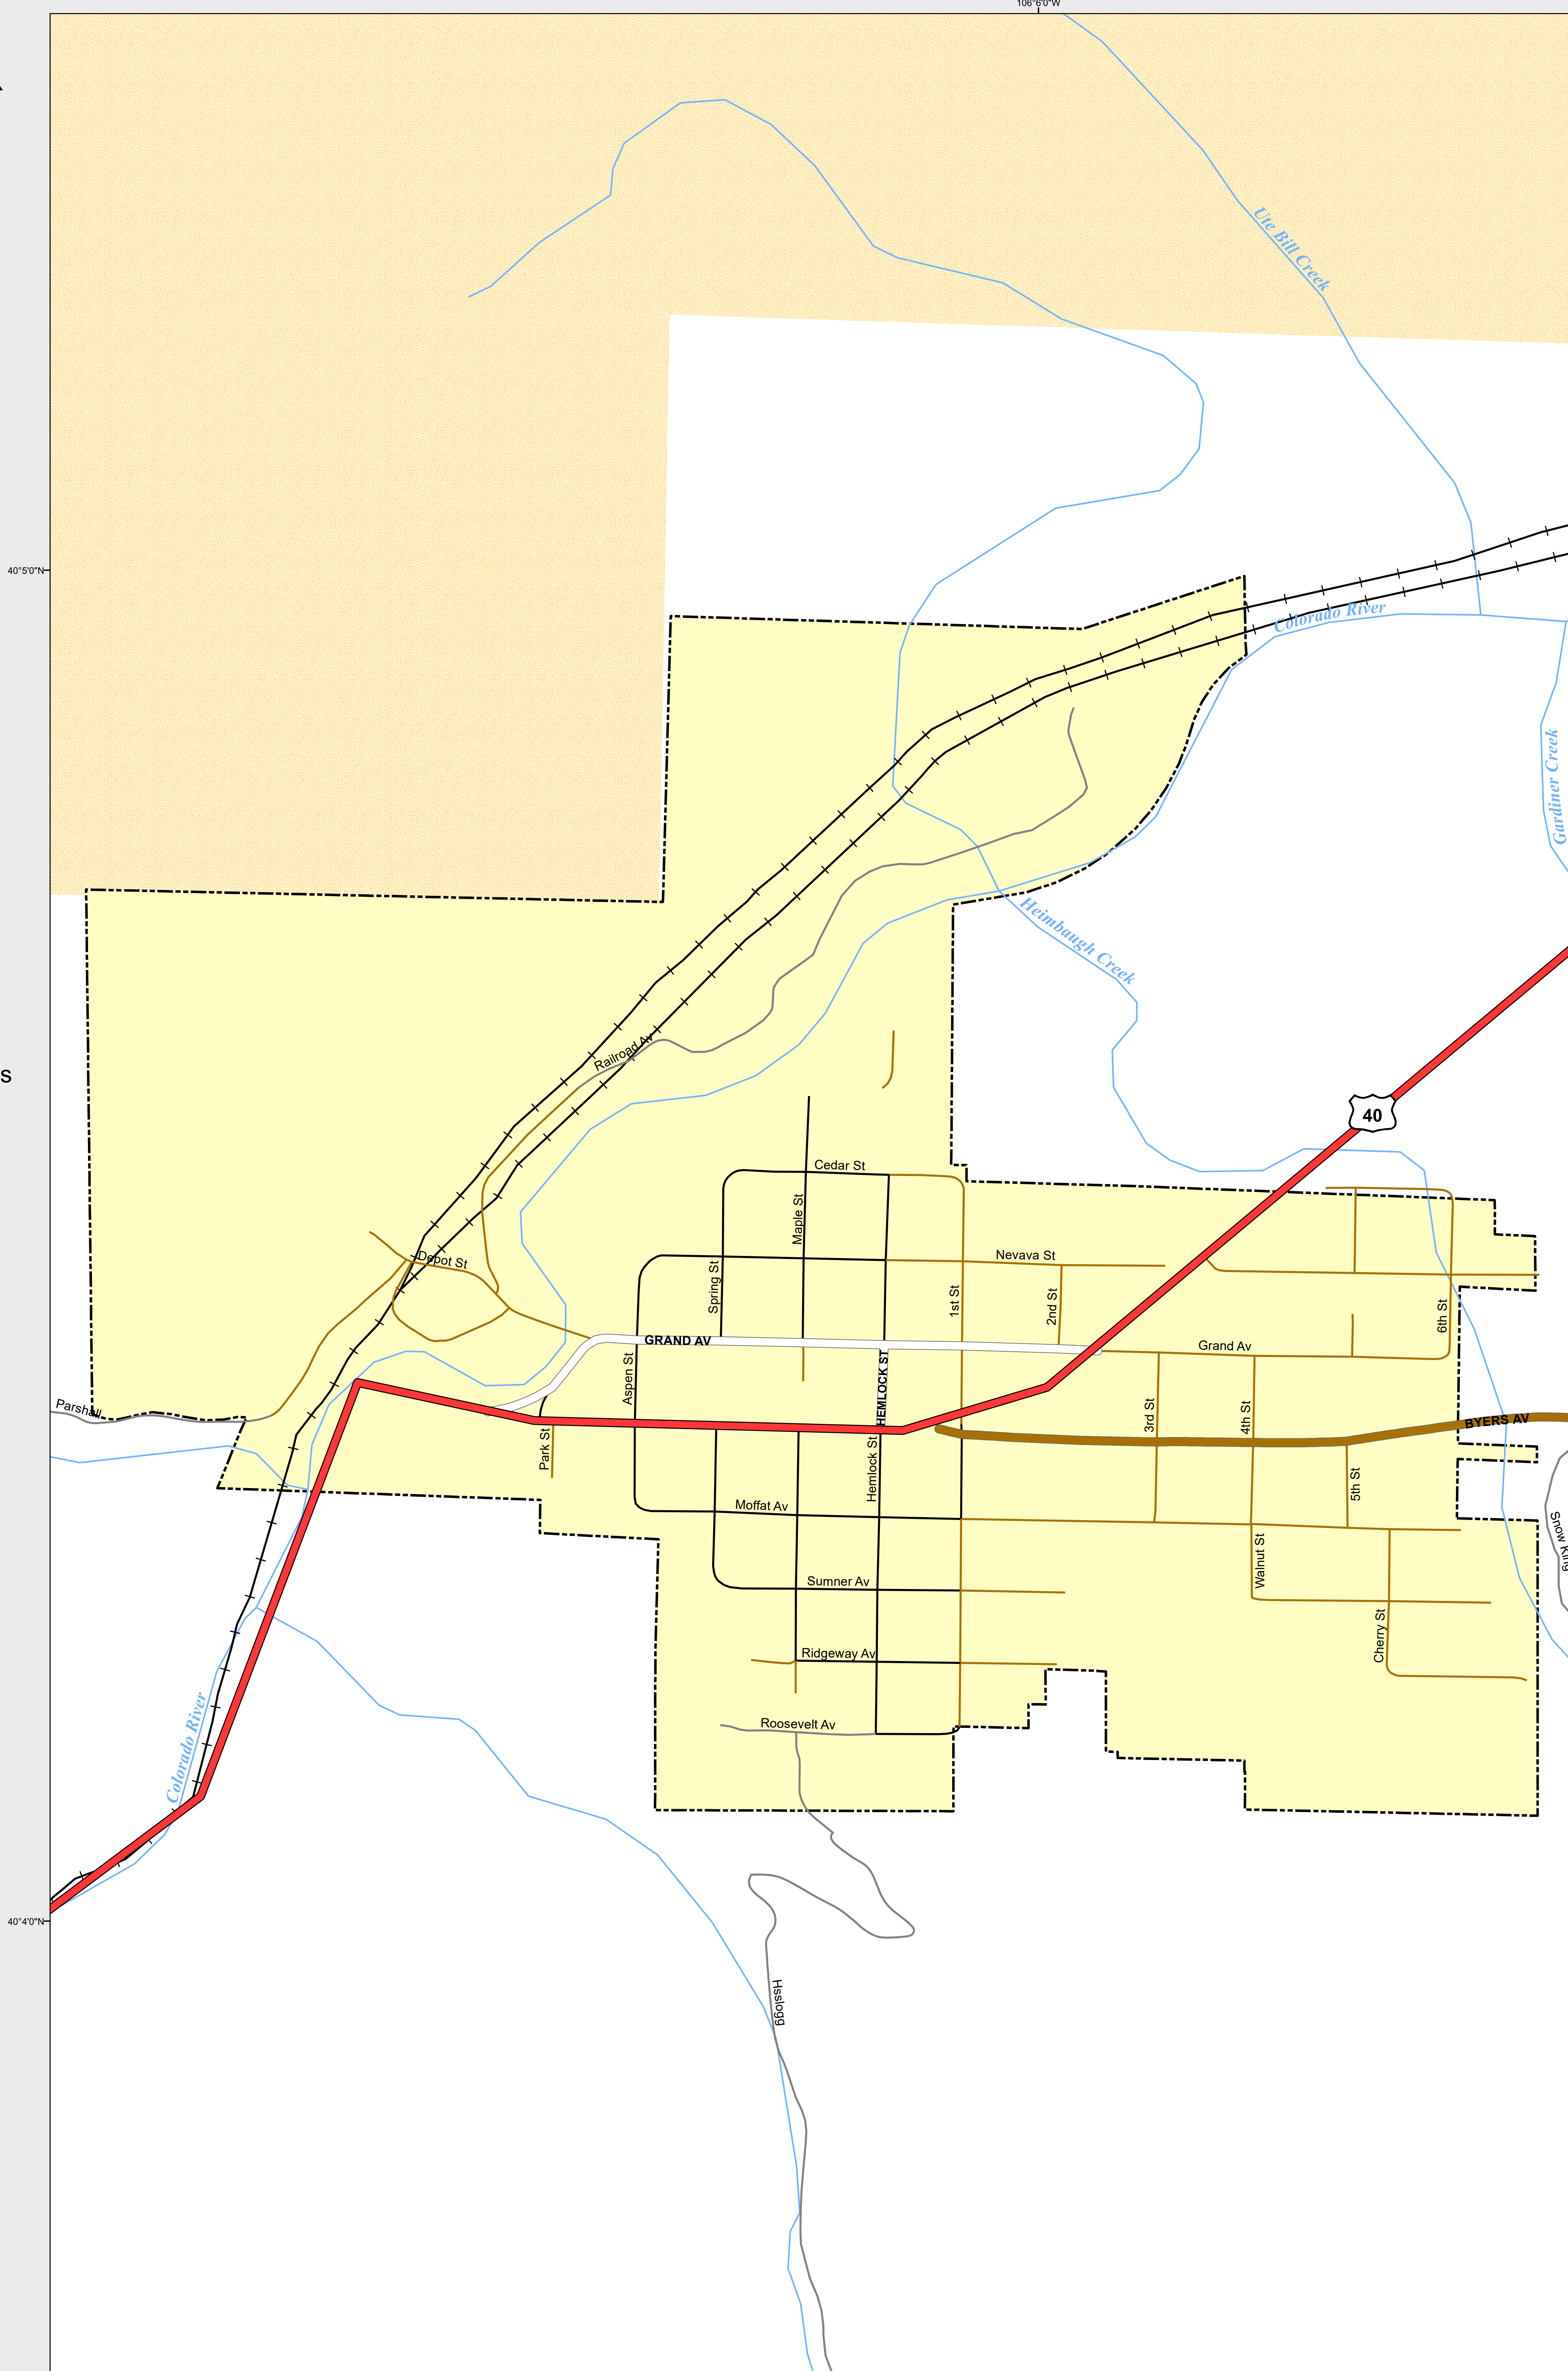 106°6'0"W
Ute Bill Creek
40°5'0"N
Colorado River
Gardiner Creek
Heimbaugh Creek
Railroad Av
S
40
Cedar St
Maple St
Depot St
Nevava St
Spring St
1st St
2nd St
6th St
GRAND AV
Grand Av
Aspen St
HEMLOCK ST
Parshall
3rd St
4th St
BYERS AV
Park St
Hemlock St
5th St
Moffat Av
Snow King
Walnut St
Sumner Av
Cherry St
Ridgeway Av
Roosevelt Av
Colorado River
40°4'0"N
Hsslogg